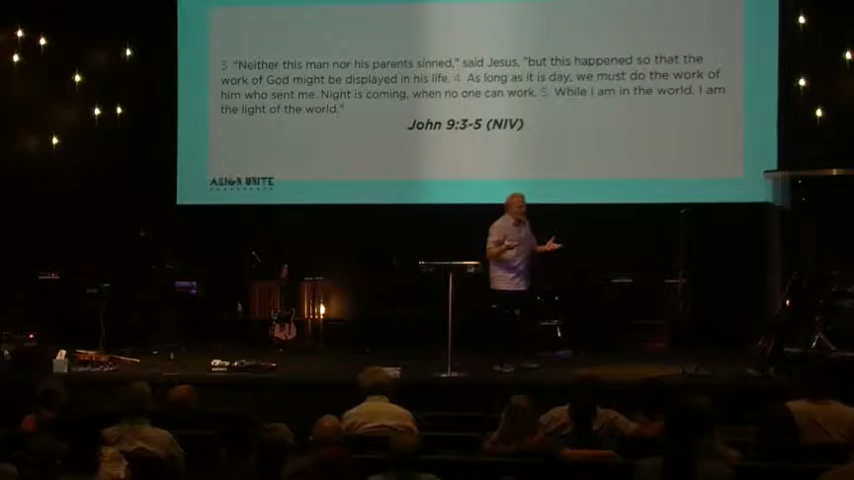 3 "Neither this man nor his parents sinned," said Jesus, "but this happened so that the
work of God might be displayed in his life. 4 As long as it is day, we must do the work of
him who sent me. Night is coming, when no one can work. 5 While I am in the world, I am
the light of the world."
John 9:3-5 (NIV)
ALIGN UNITE